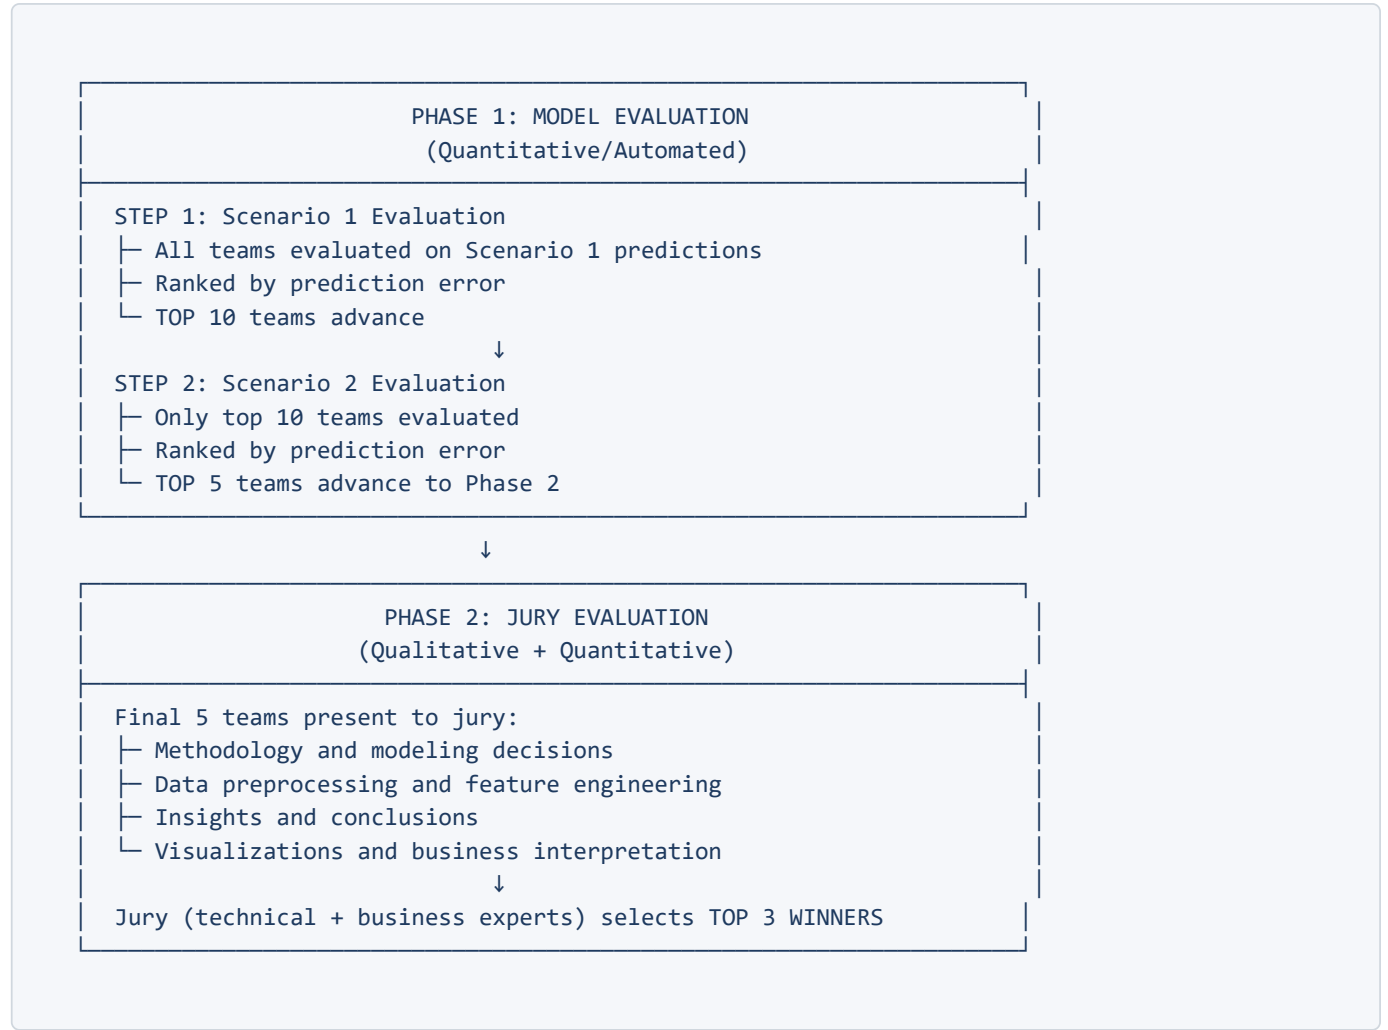 PHASE 1: MODEL EVALUATION
(Quantitative/Automated)
STEP 1: Scenario 1 Evaluation
├─ All teams evaluated on Scenario 1 predictions
├─ Ranked by prediction error
└─ TOP 10 teams advance
↓
STEP 2: Scenario 2 Evaluation
├─ Only top 10 teams evaluated
├─ Ranked by prediction error
└─ TOP 5 teams advance to Phase 2
↓
PHASE 2: JURY EVALUATION
(Qualitative + Quantitative)
Final 5 teams present to jury:
├─ Methodology and modeling decisions
├─ Data preprocessing and feature engineering
├─ Insights and conclusions
└─ Visualizations and business interpretation
↓
Jury (technical + business experts) selects TOP 3 WINNERS